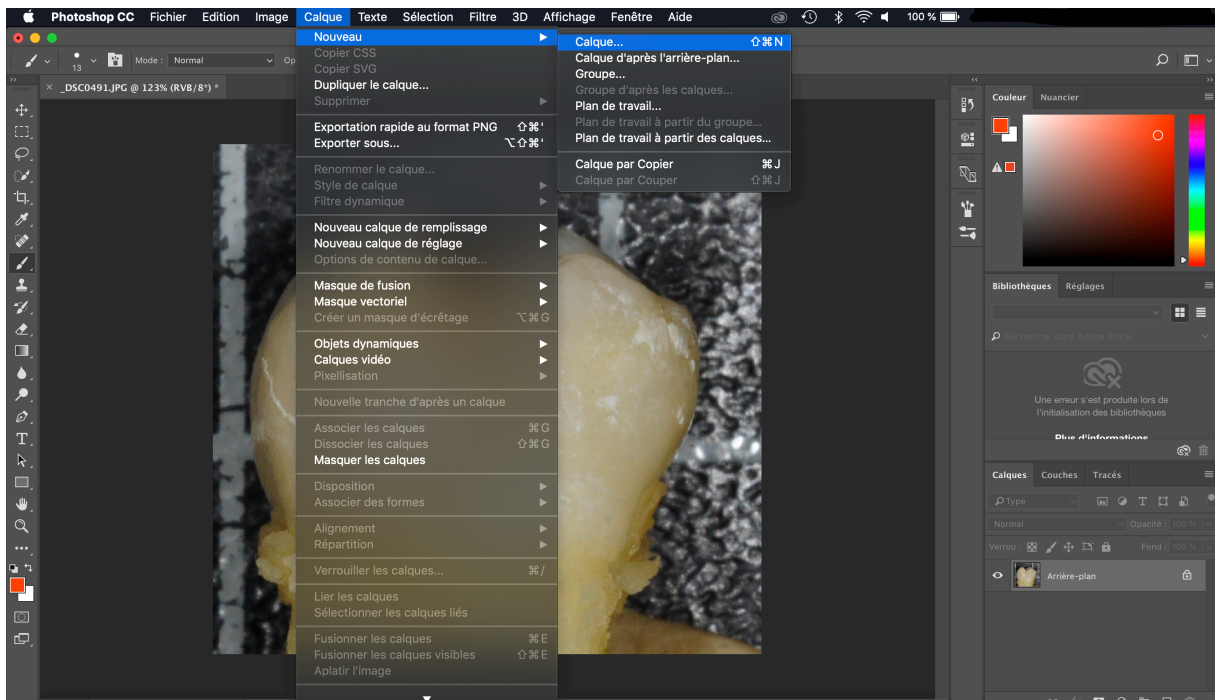 Photoshop CC Fichier Edition Image Calque Texte Sélection Filtre 3D Affichage Fenêtre Aide 100 %
13 Mode : Normal Op
× _DSC0491.JPG @ 123% (RVB/8*) *
Nouveau
Copier CSS
Copier SVG
Dupliquer le calque...
Supprimer
Exportation rapide au format PNG ⇧⌘'
Exporter sous... ⌥⇧⌘'
Renommer le calque...
Style de calque
Filtre dynamique
Nouveau calque de remplissage
Nouveau calque de réglage
Options de contenu de calque...
Masque de fusion
Masque vectoriel
Créer un masque d'écrêtage ⌥⌘G
Objets dynamiques
Calques vidéo
Pixellisation
Nouvelle tranche d'après un calque
Associer les calques ⌘G
Dissocier les calques ⇧⌘G
Masquer les calques
Disposition
Associer des formes
Alignement
Répartition
Verrouiller les calques... ⌘/
Lier les calques
Sélectionner les calques liés
Fusionner les calques ⌘E
Fusionner les calques visibles ⇧⌘E
Aplatir l'image
Calque... ⇧⌘N
Calque d'après l'arrière-plan...
Groupe...
Groupe d'après les calques...
Plan de travail...
Plan de travail à partir du groupe...
Plan de travail à partir des calques...
Calque par Copier ⌘J
Calque par Couper ⇧⌘J
Couleur Nuancier
Bibliothèques Réglages
Rechercher dans Adobe Stock
Une erreur s'est produite lors de
l'initialisation des bibliothèques
Plus d'informations
Calques Couches Tracés
Type
Normal Opacité : 100 %
Verrou : Fond : 100 %
Arrière-plan